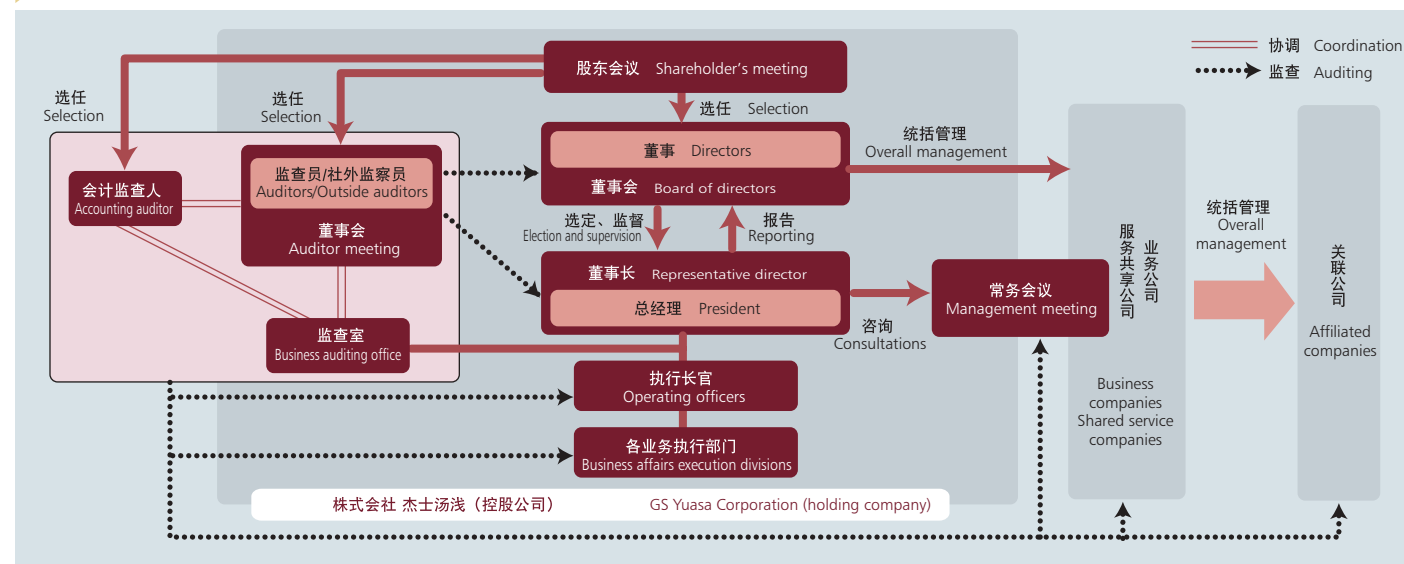 协调 Coordination
监查 Auditing
股东会议 Shareholder's meeting
选任
Selection
选任
Selection
选任 Selection
监查员/社外监察员
Auditors/Outside auditors
董事会
Auditor meeting
会计监查人
Accounting auditor
监查室
Business auditing office
董事 Directors
董事会 Board of directors
统括管理
Overall management
选定、监督
Election and supervision
报告
Reporting
董事长 Representative director
总经理 President
咨询
Consultations
常务会议
Management meeting
执行长官
Operating officers
各业务执行部门
Business affairs execution divisions
业务公司
服务共享公司
Business
companies
Shared service
companies
统括管理
Overall
management
关联公司
Affiliated
companies
株式会社 杰士汤浅（控股公司） GS Yuasa Corporation (holding company)